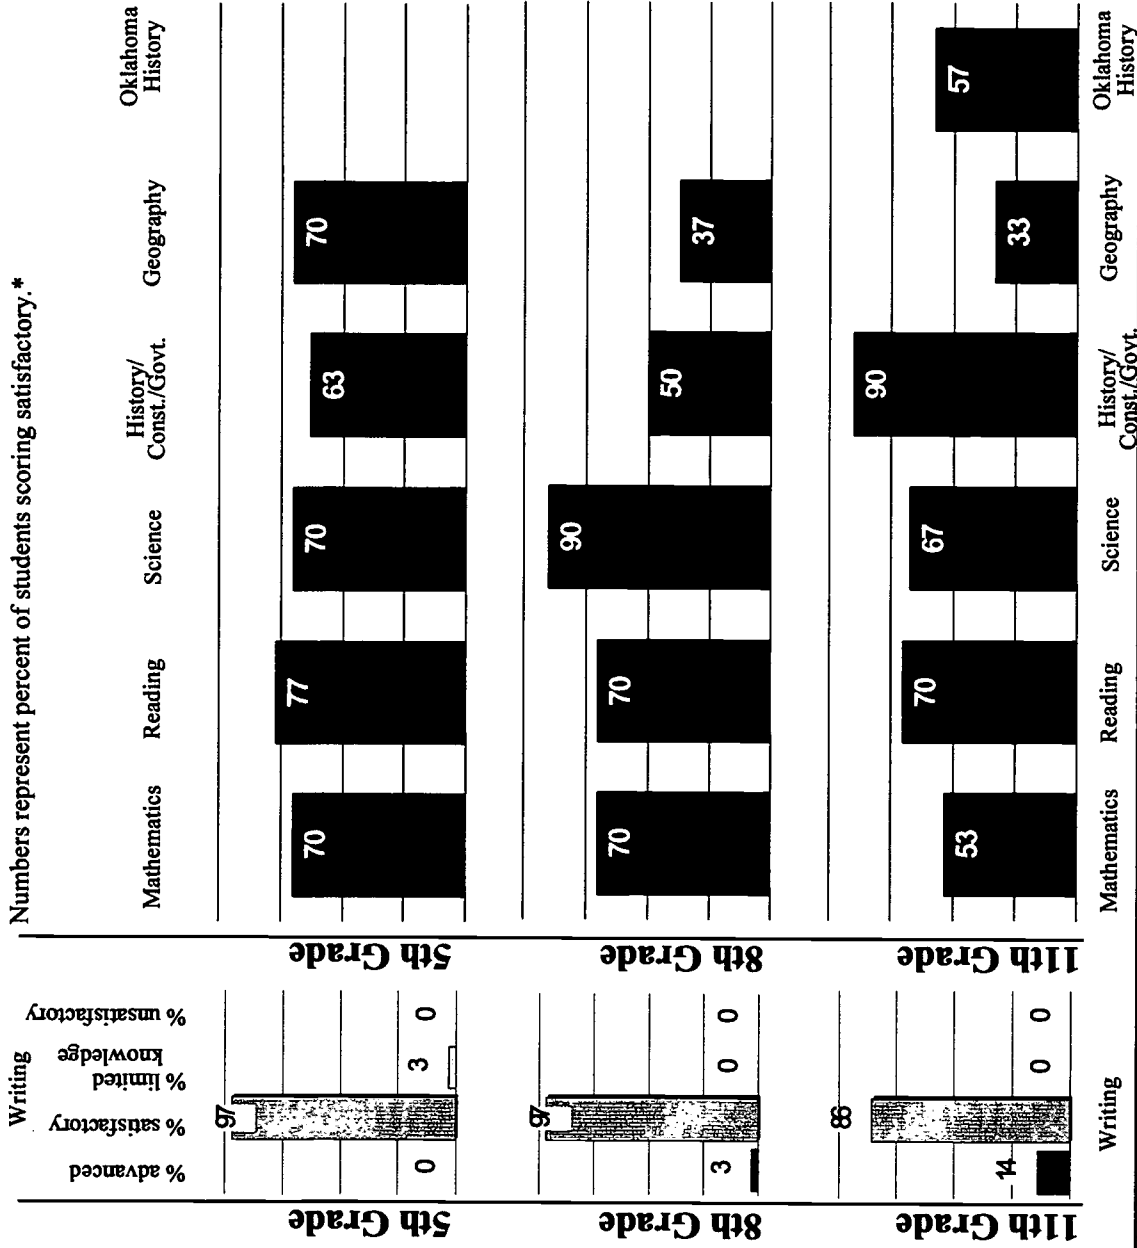 Numbers represent percent of students scoring satisfactory.*
Writing
% advanced
% satisfactory
% limited
knowledge
% unsatisfactory
Mathematics
Reading
Science
History/
Const./Govt.
Geography
Oklahoma
History
5th Grade
0
97
3
0
5th Grade
70
77
70
63
70
8th Grade
3
97
0
0
8th Grade
70
70
90
50
37
11th Grade
14
86
0
0
11th Grade
53
70
67
90
33
57
Writing
Mathematics
Reading
Science
History/
Const./Govt.
Geography
Oklahoma
History